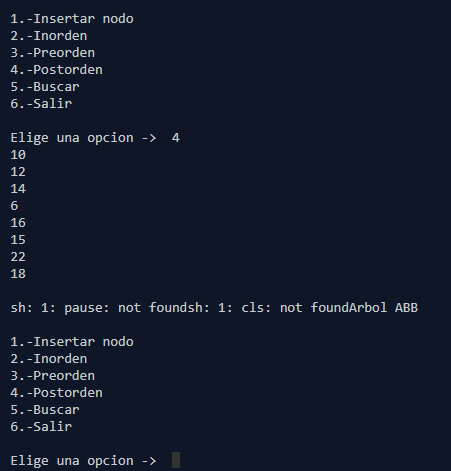 1.-Insertar nodo
2.-Inorden
3.-Preorden
4.-Postorden
5.-Buscar
6.-Salir
Elige una opcion ->  4
10
12
14
6
16
15
22
18
sh: 1: pause: not foundsh: 1: cls: not foundArbol ABB
1.-Insertar nodo
2.-Inorden
3.-Preorden
4.-Postorden
5.-Buscar
6.-Salir
Elige una opcion ->